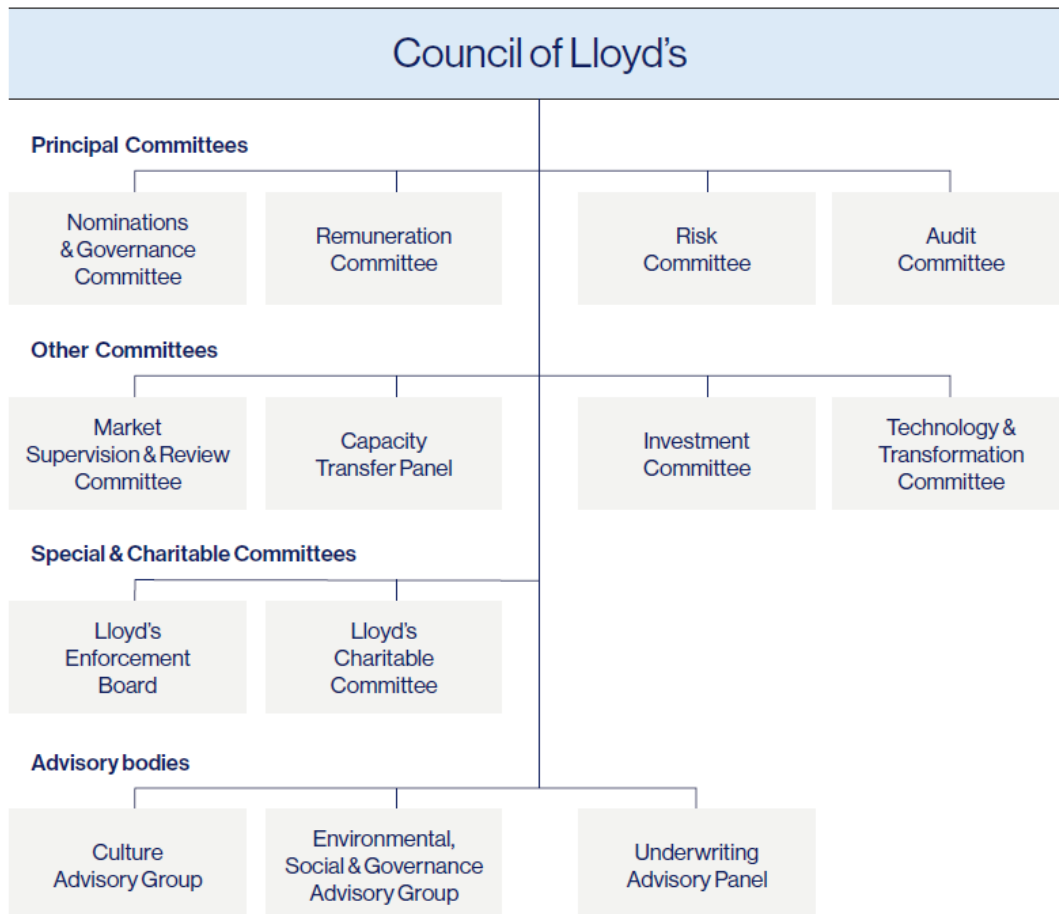 Council of Lloyd's
Principal Committees
Nominations
& Governance
Committee
Remuneration
Committee
Risk
Committee
Audit
Committee
Other Committees
Market
Supervision & Review
Committee
Capacity
Transfer Panel
Investment
Committee
Technology &
Transformation
Committee
Special & Charitable Committees
Lloyd's
Enforcement
Board
Lloyd's
Charitable
Committee
Advisory bodies
Culture
Advisory Group
Environmental,
Social & Governance
Advisory Group
Underwriting
Advisory Panel